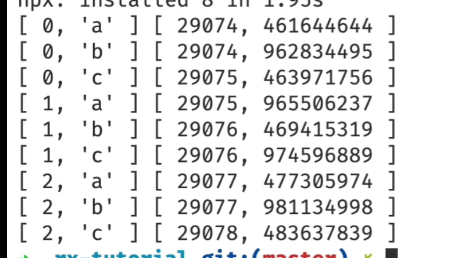 npx: installed 8 in 1.95s
[ 0, 'a' ] [ 29074, 461644644 ]
[ 0, 'b' ] [ 29074, 962834495 ]
[ 0, 'c' ] [ 29075, 463971756 ]
[ 1, 'a' ] [ 29075, 965506237 ]
[ 1, 'b' ] [ 29076, 469415319 ]
[ 1, 'c' ] [ 29076, 974596889 ]
[ 2, 'a' ] [ 29077, 477305974 ]
[ 2, 'b' ] [ 29077, 981134998 ]
[ 2, 'c' ] [ 29078, 483637839 ]
➜ rx-tutorial git:(master) ✗